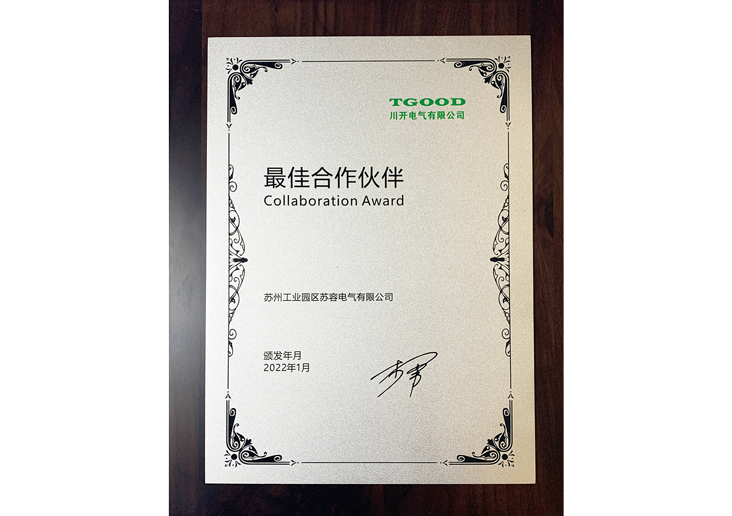 TGOOD
川开电气有限公司
最佳合作伙伴
Collaboration Award
苏州工业园区苏容电气有限公司
颁发年月
2022年1月